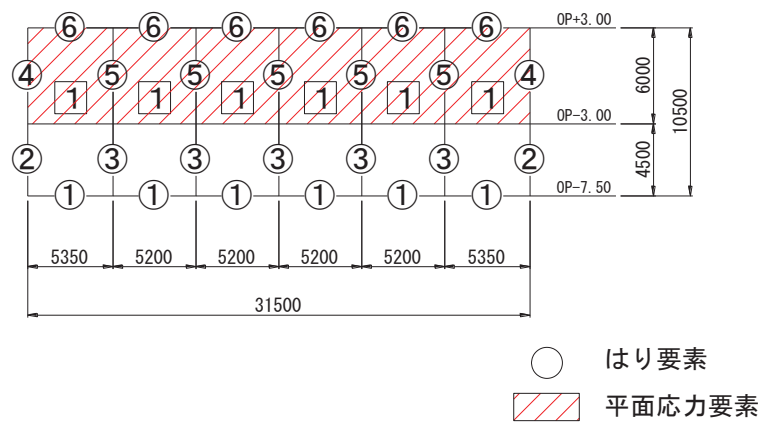 ⑥ ⑥ ⑥ ⑥ ⑥ ⑥ OP+3.00
④ ⑤ ⑤ ⑤ ⑤ ⑤ ④ 6000
1 1 1 1 1 1
10500
OP-3.00
② ③ ③ ③ ③ ③ ② 4500
① ① ① ① ① ① OP-7.50
5350 5200 5200 5200 5200 5350
31500
はり要素
平面応力要素